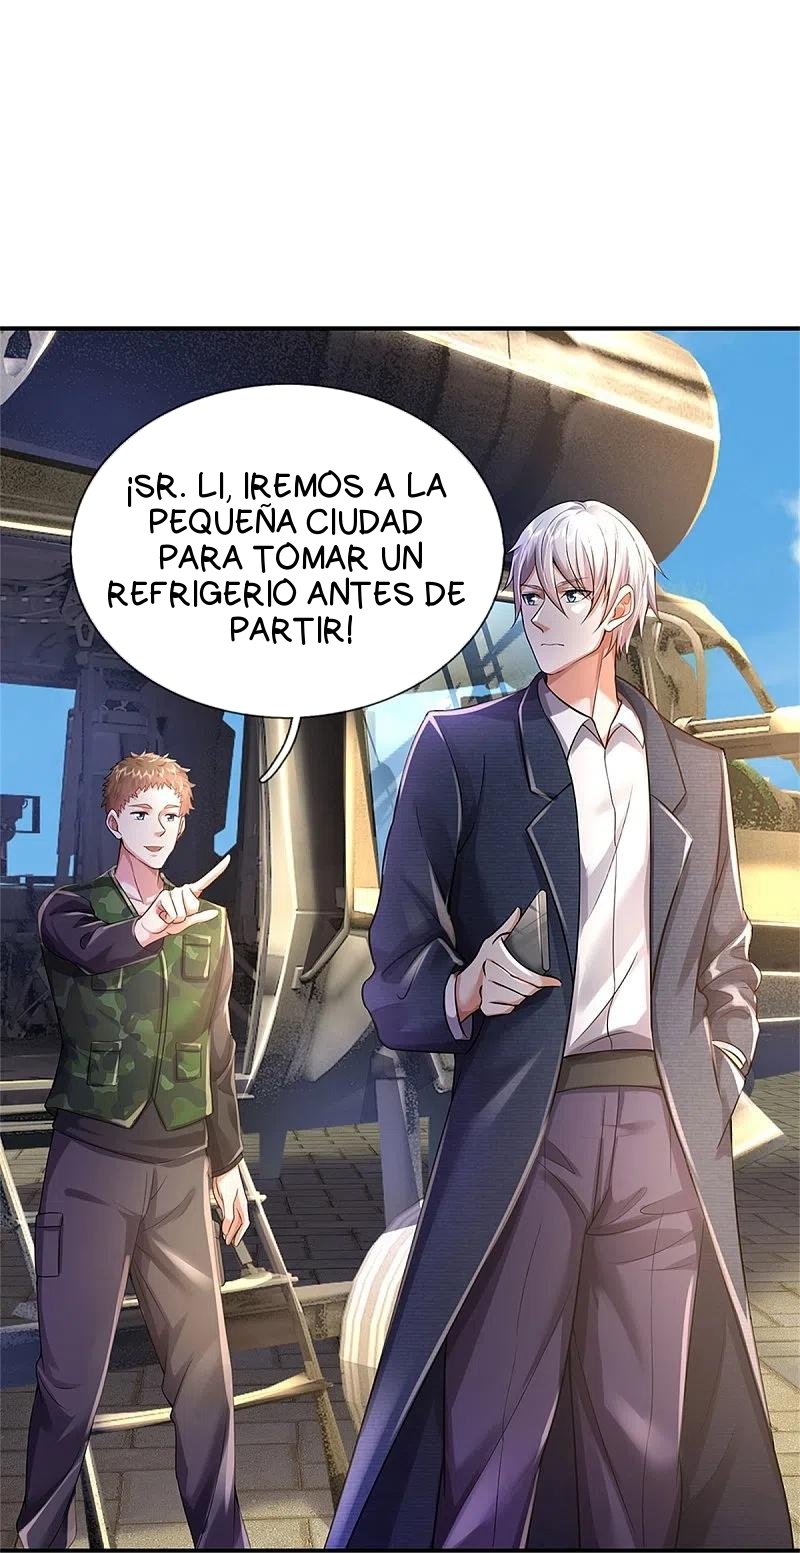 ¡SR. LI, IREMOS A LA
PEQUEÑA CIUDAD
PARA TOMAR UN
REFRIGERIO ANTES DE
PARTIR!